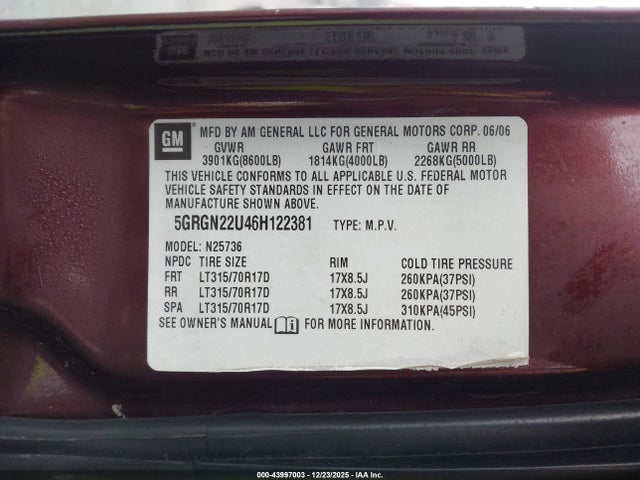 GM
MFD BY AM GENERAL LLC FOR GENERAL MOTORS CORP. 06/06
GVWR GAWR FRT GAWR RR
3901KG(8600LB) 1814KG(4000LB) 2268KG(5000LB)
THIS VEHICLE CONFORMS TO ALL APPLICABLE U.S. FEDERAL MOTOR
VEHICLE SAFETY STANDARDS IN EFFECT ON THE DATE OF
MANUFACTURE SHOWN ABOVE.
5GRGN22U46H122381 TYPE: M.P.V.
MODEL: N25736
NPDC TIRE SIZE RIM COLD TIRE PRESSURE
FRT LT315/70R17D 17X8.5J 260KPA(37PSI)
RR LT315/70R17D 17X8.5J 260KPA(37PSI)
SPA LT315/70R17D 17X8.5J 310KPA(45PSI)
SEE OWNER'S MANUAL FOR MORE INFORMATION.
000-43997003 - 12/23/2025 - IAA Inc.